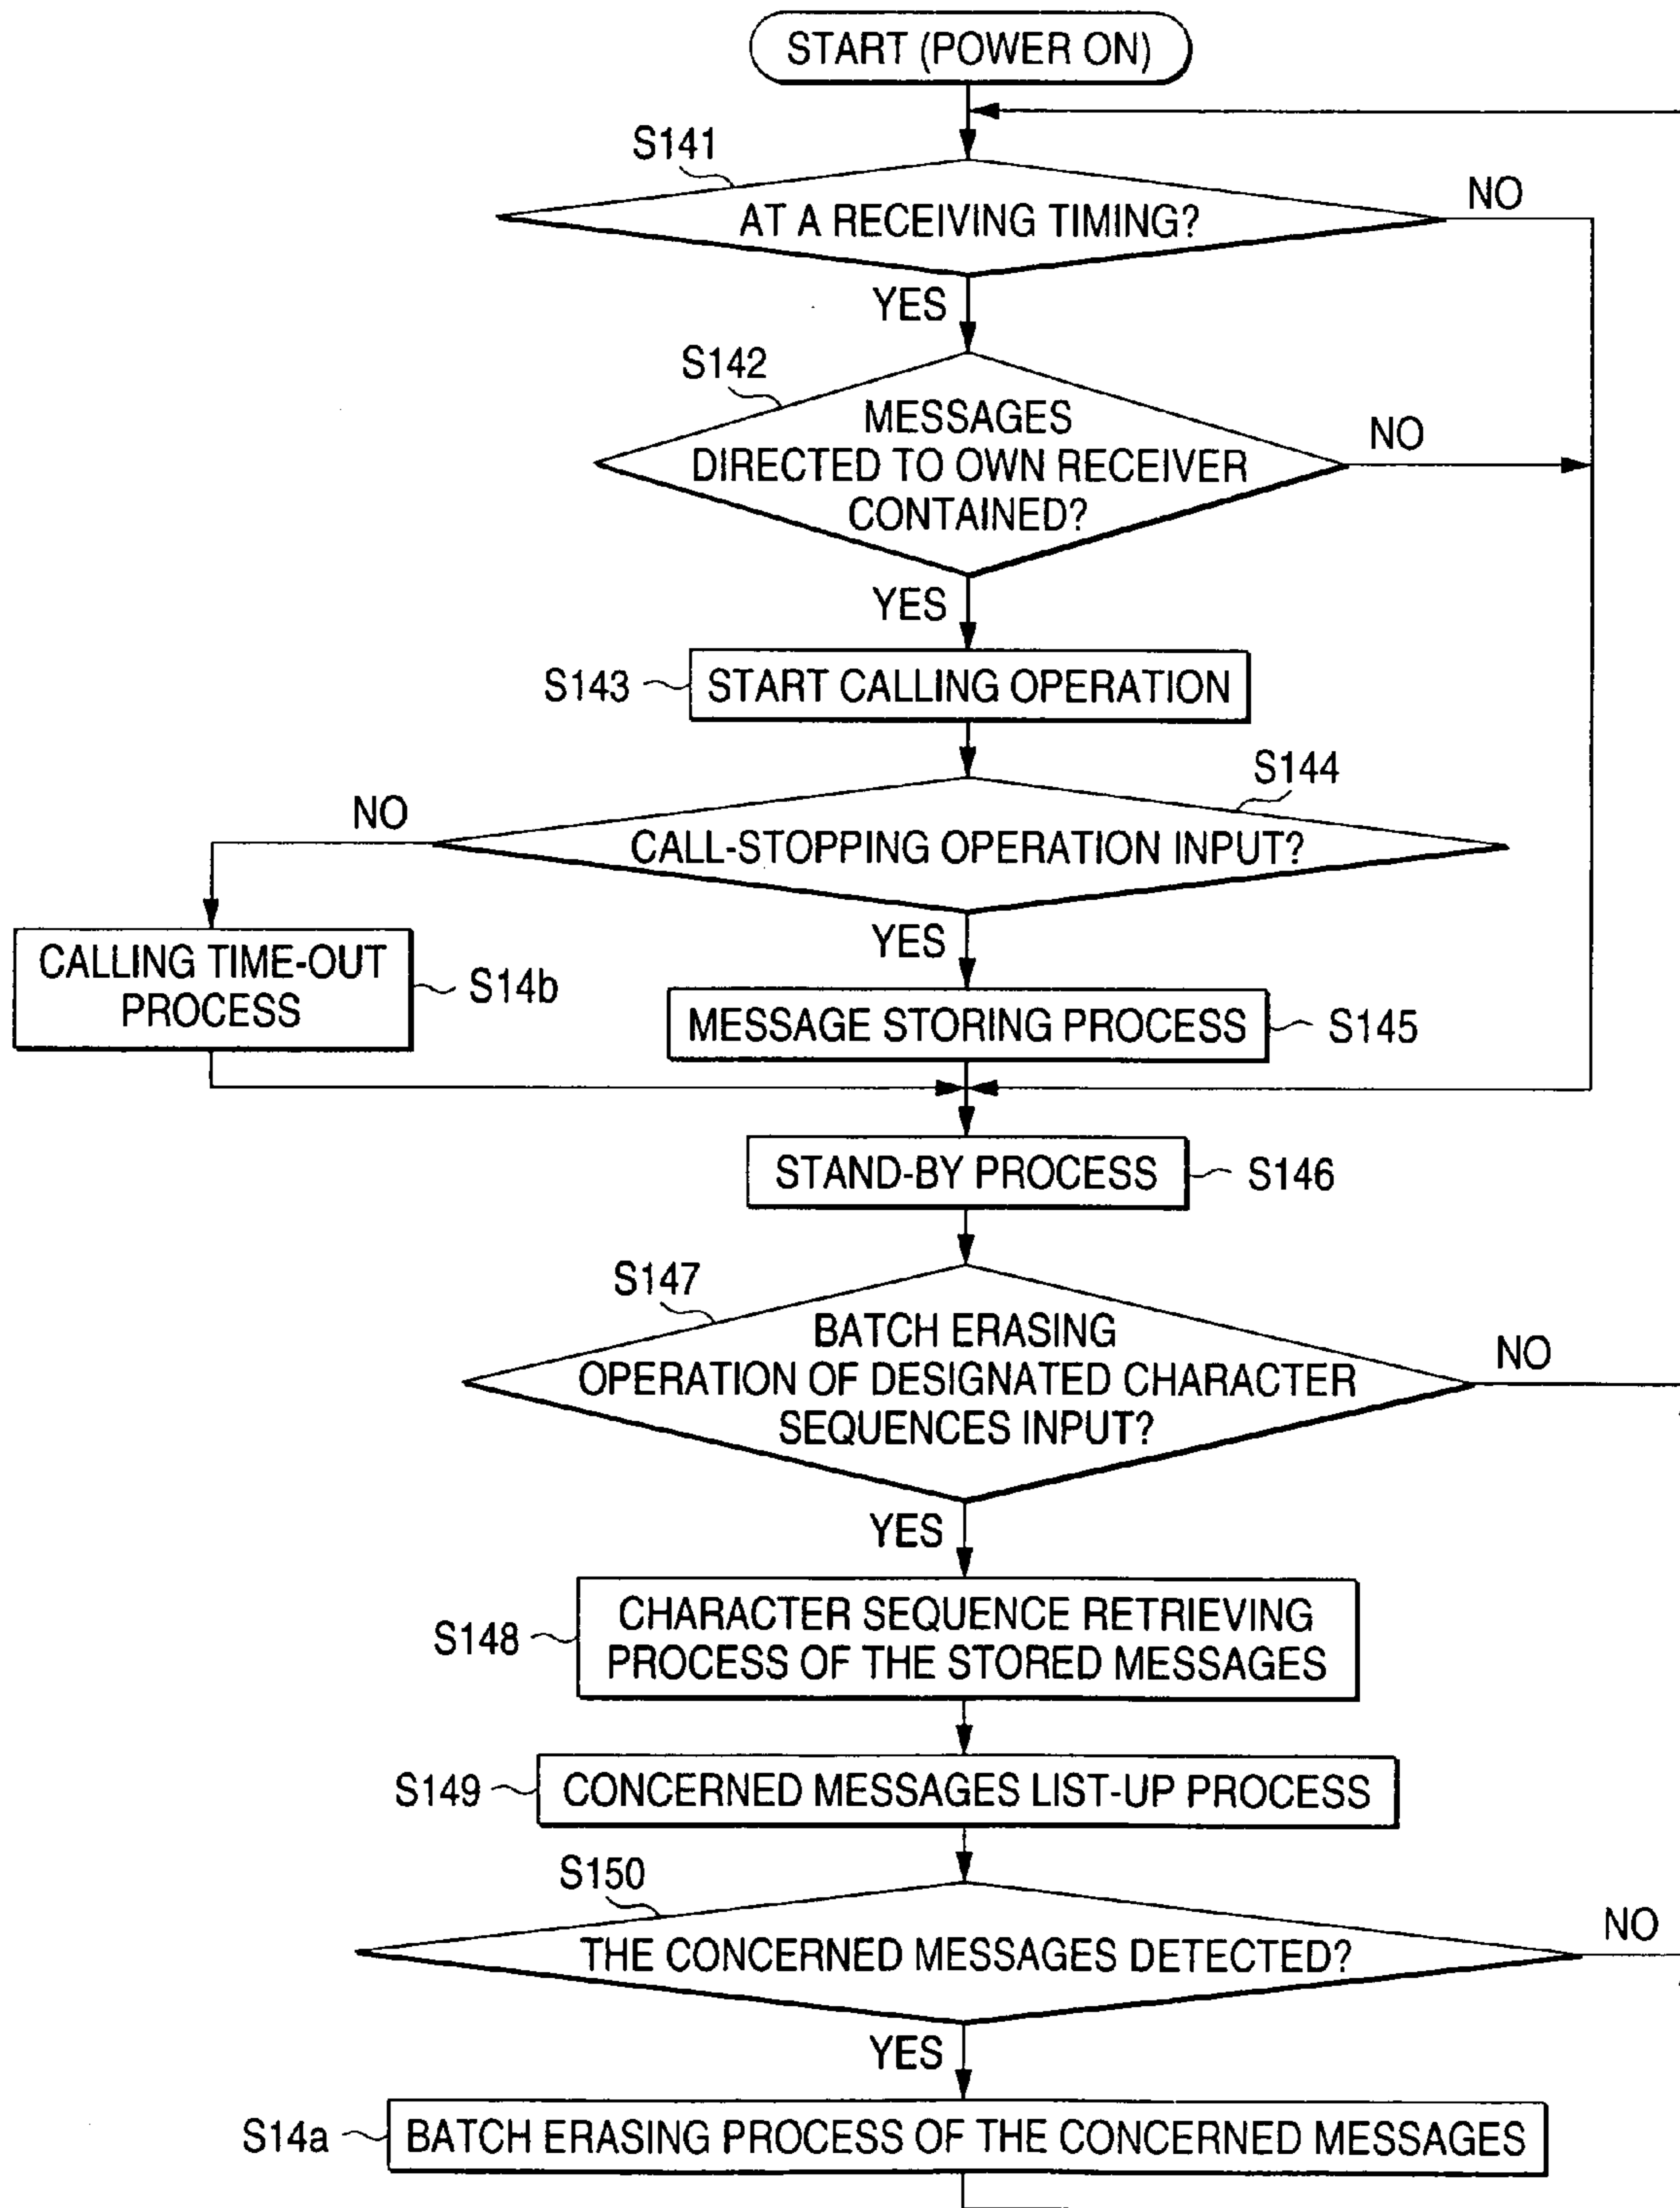 START (POWER ON)
S141
AT A RECEIVING TIMING?
NO
YES
S142
MESSAGES
DIRECTED TO OWN RECEIVER
CONTAINED?
NO
YES
S143
START CALLING OPERATION
S144
NO
CALL-STOPPING OPERATION INPUT?
YES
CALLING TIME-OUT
PROCESS
S14b
MESSAGE STORING PROCESS
S145
STAND-BY PROCESS
S146
S147
BATCH ERASING
OPERATION OF DESIGNATED CHARACTER
SEQUENCES INPUT?
NO
YES
S148
CHARACTER SEQUENCE RETRIEVING
PROCESS OF THE STORED MESSAGES
S149
CONCERNED MESSAGES LIST-UP PROCESS
S150
THE CONCERNED MESSAGES DETECTED?
NO
YES
S14a
BATCH ERASING PROCESS OF THE CONCERNED MESSAGES